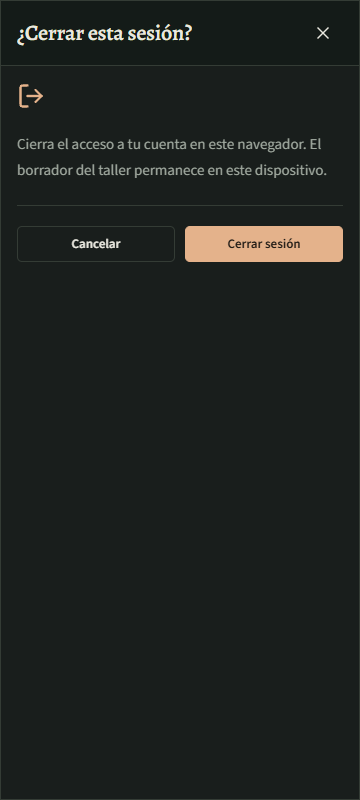 ¿Cerrar esta sesión?
Cierra el acceso a tu cuenta en este navegador. El
borrador del taller permanece en este dispositivo.
Cancelar
Cerrar sesión